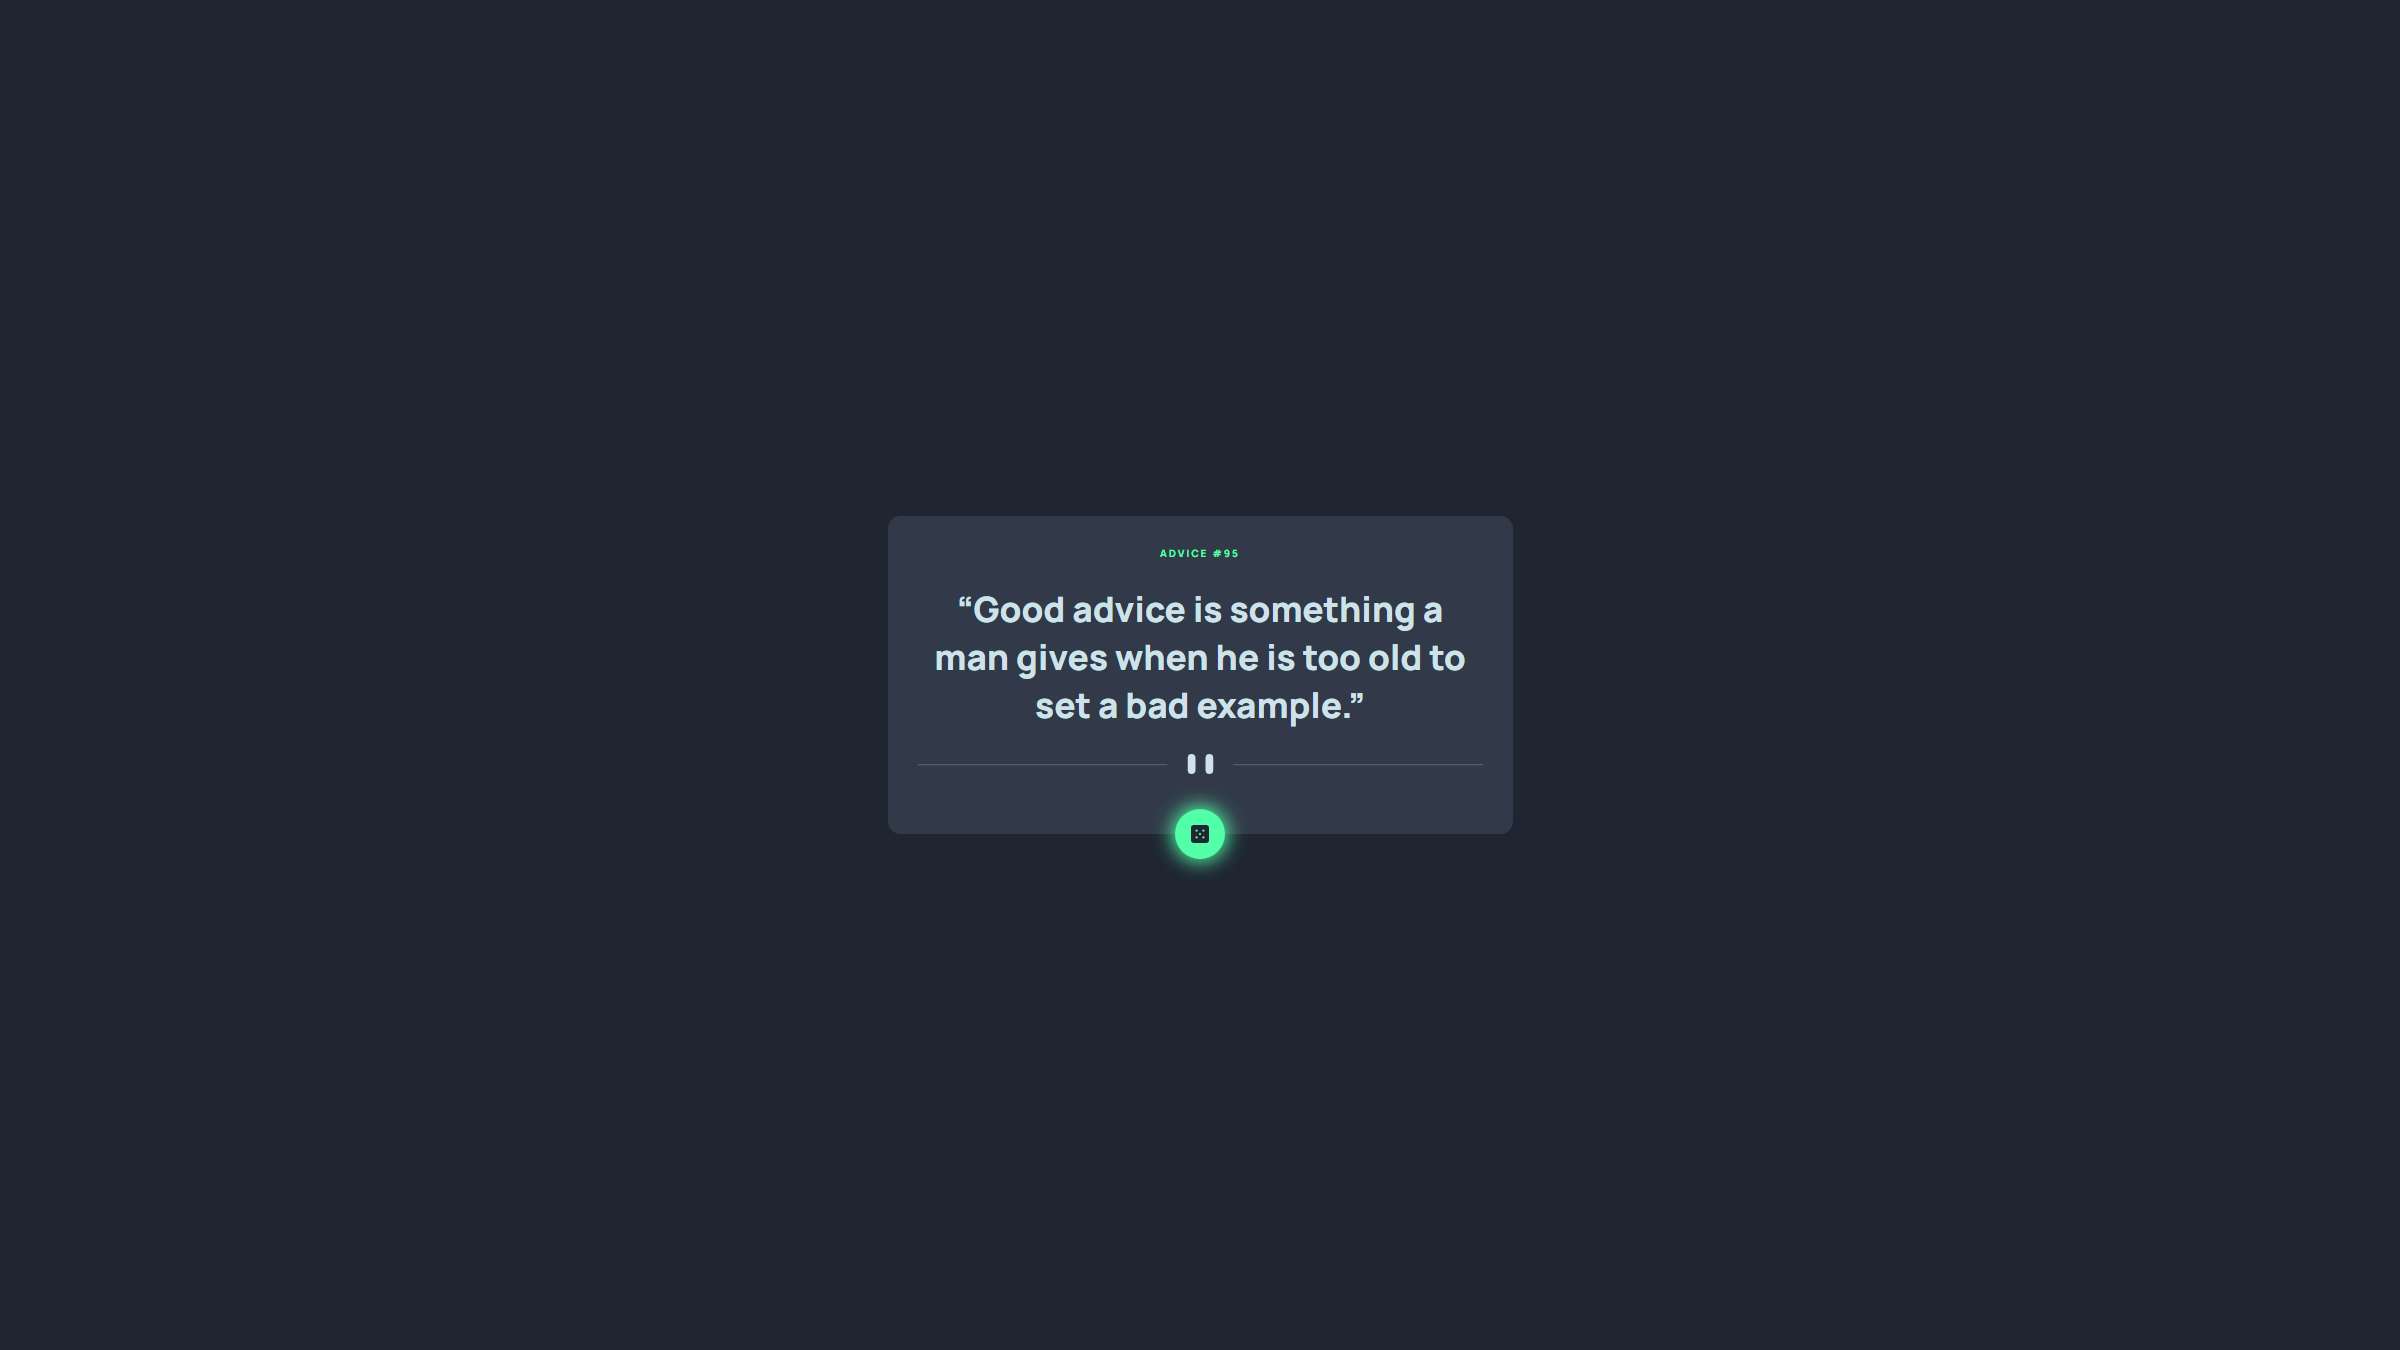 ADVICE #95
“Good advice is something a
man gives when he is too old to
set a bad example.”